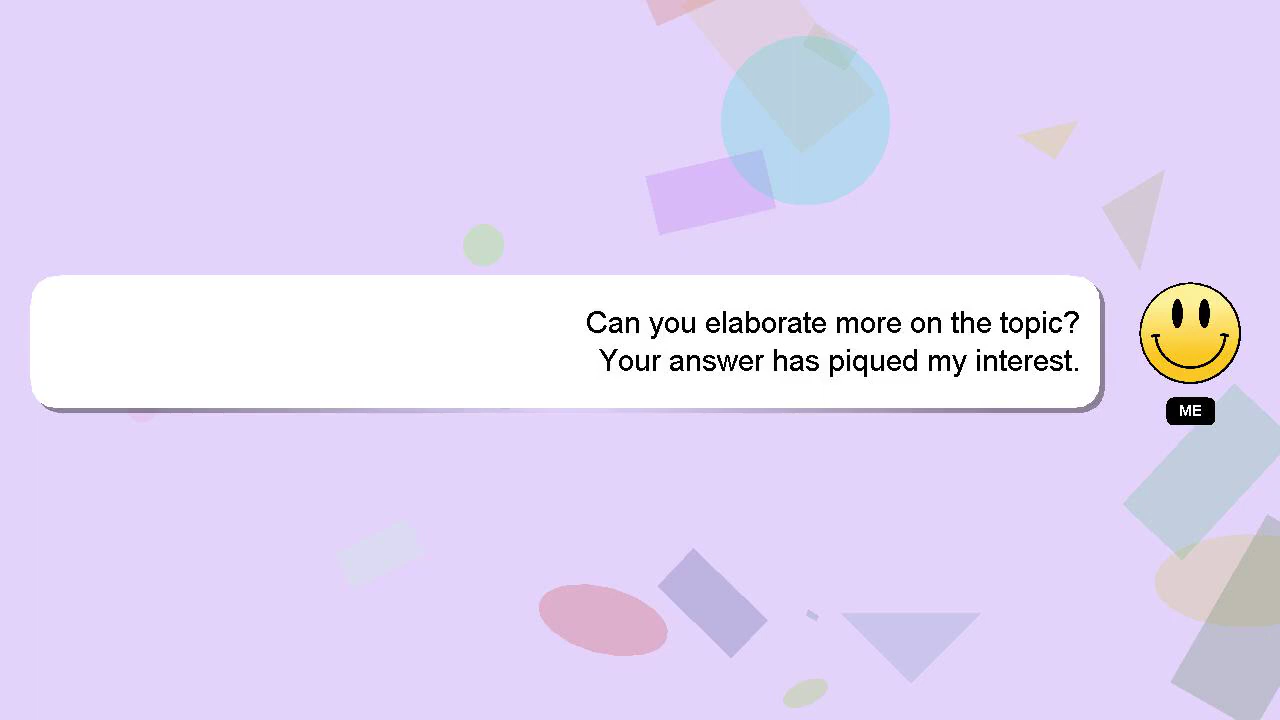 Can you elaborate more on the topic?
Your answer has piqued my interest.
ME